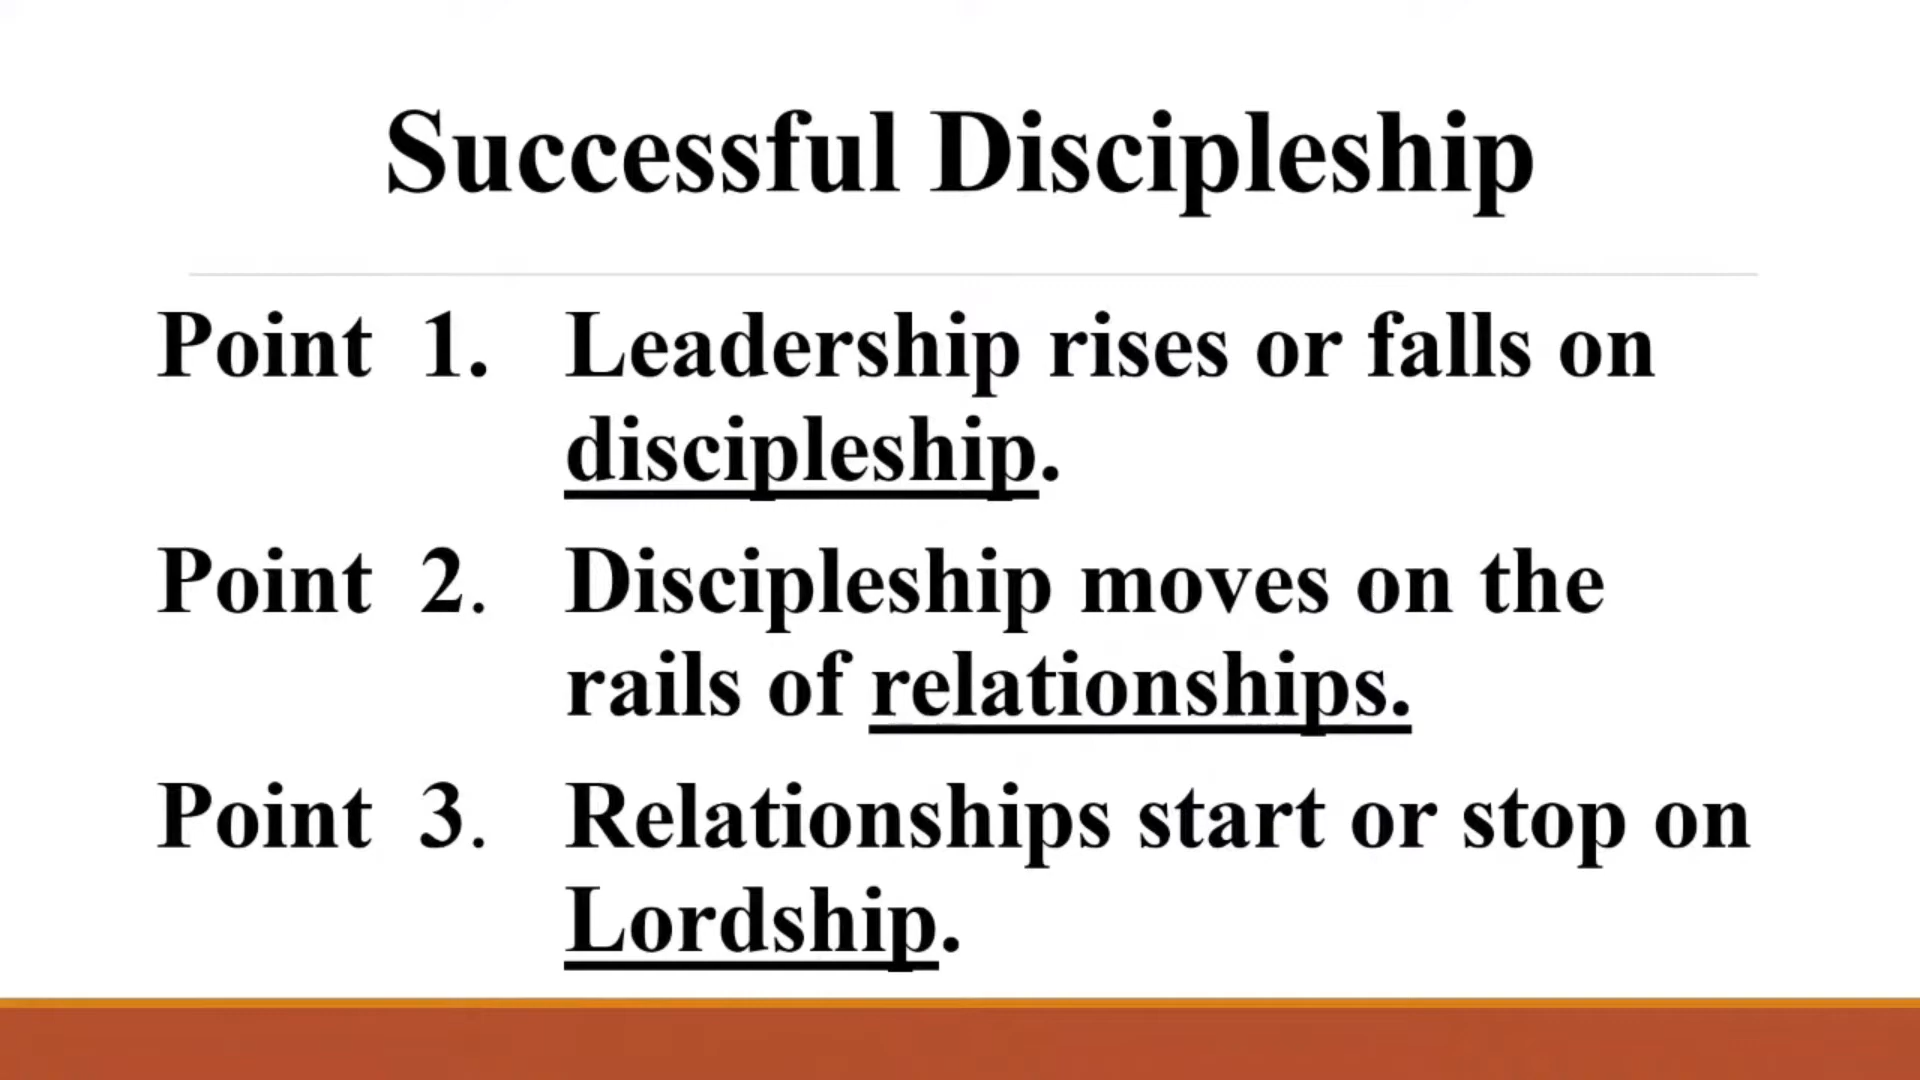 Successful Discipleship
Point 1. Leadership rises or falls on
discipleship.
Point 2. Discipleship moves on the
rails of relationships.
Point 3. Relationships start or stop on
Lordship.